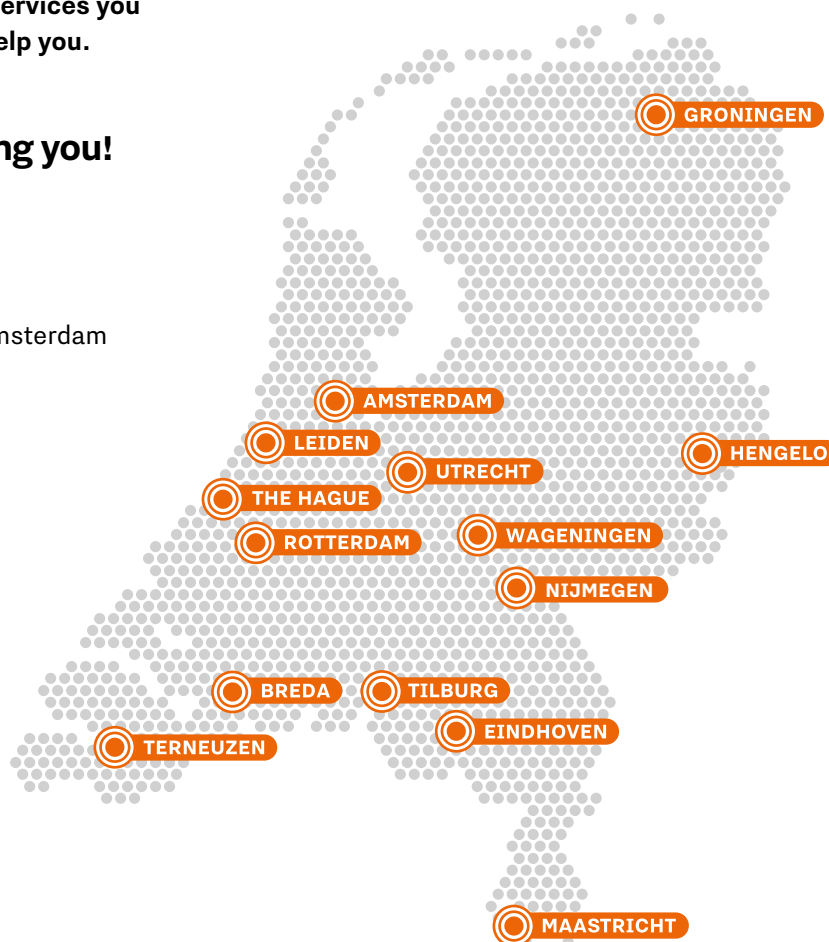 ervices you
elp you.
ng you!
msterdam
GRONINGEN
AMSTERDAM
LEIDEN
HENGELO
UTRECHT
THE HAGUE
WAGENINGEN
ROTTERDAM
NIJMEGEN
BREDA
TILBURG
EINDHOVEN
TERNEUZEN
MAASTRICHT